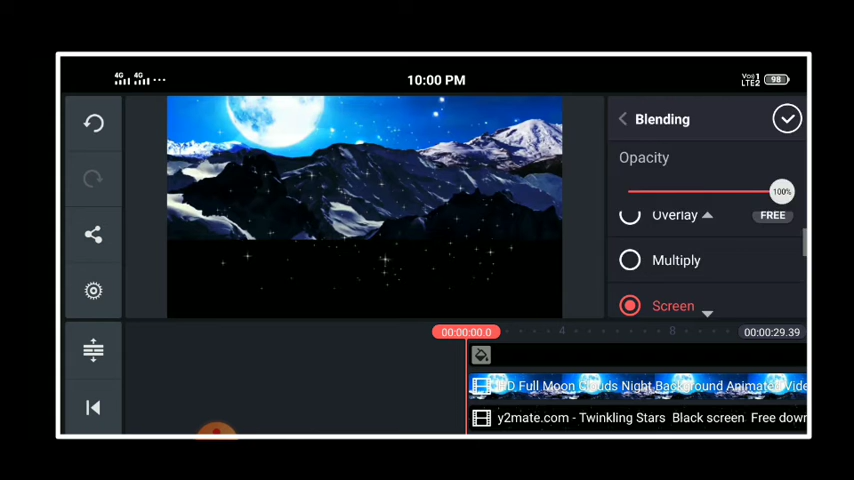 4G 4G
10:00 PM
Vo)) 1
LTE2
98
Blending
Opacity
100%
Overlay
FREE
Multiply
Screen
00:00:00.0
4
8
00:00:29.39
Full Moon Clouds Night Background Animated Vide
y2mate.com - Twinkling Stars Black screen Free down